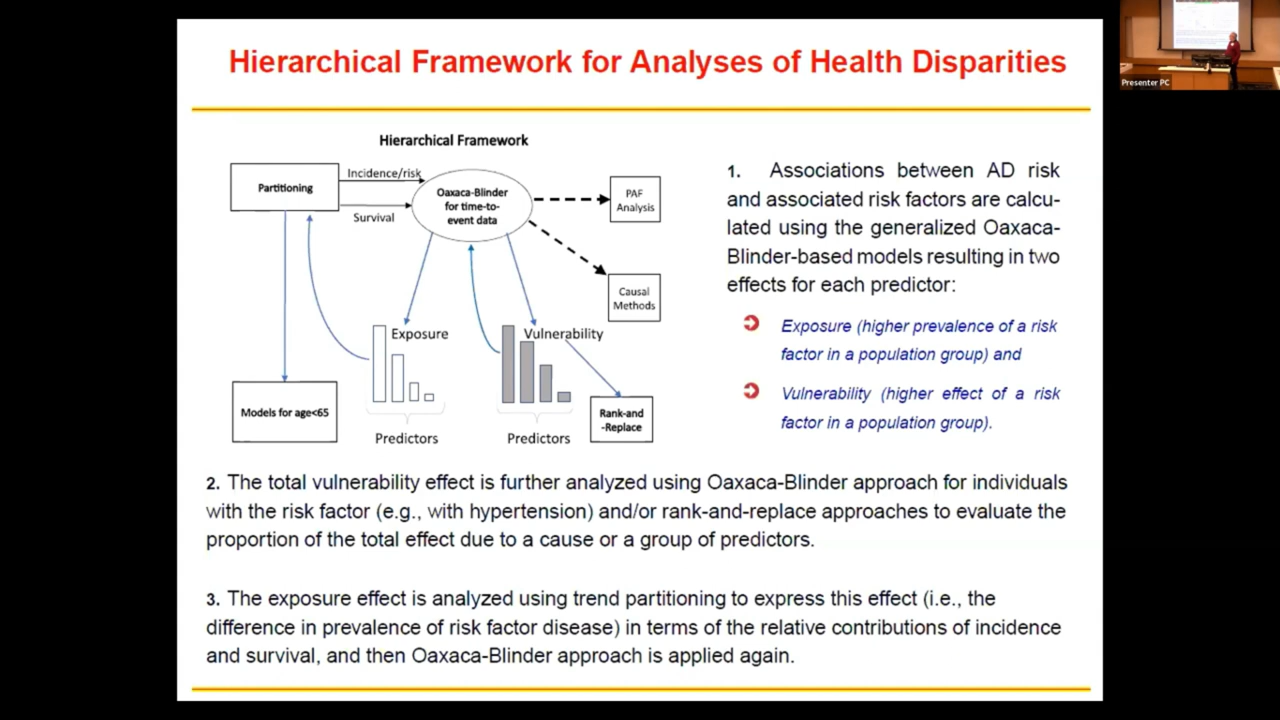 Hierarchical Framework for Analyses of Health Disparities
Presenter PC
Hierarchical Framework
Partitioning
Incidence/risk
Survival
Oaxaca-Blinder
for time-to-
event data
PAF
Analysis
Causal
Methods
Exposure
Vulnerability
Models for age<65
Predictors
Predictors
Rank-and
-Replace
1. Associations between AD risk
and associated risk factors are calcu-
lated using the generalized Oaxaca-
Blinder-based models resulting in two
effects for each predictor:
Exposure (higher prevalence of a risk
factor in a population group) and
Vulnerability (higher effect of a risk
factor in a population group).
2. The total vulnerability effect is further analyzed using Oaxaca-Blinder approach for individuals
with the risk factor (e.g., with hypertension) and/or rank-and-replace approaches to evaluate the
proportion of the total effect due to a cause or a group of predictors.
3. The exposure effect is analyzed using trend partitioning to express this effect (i.e., the
difference in prevalence of risk factor disease) in terms of the relative contributions of incidence
and survival, and then Oaxaca-Blinder approach is applied again.